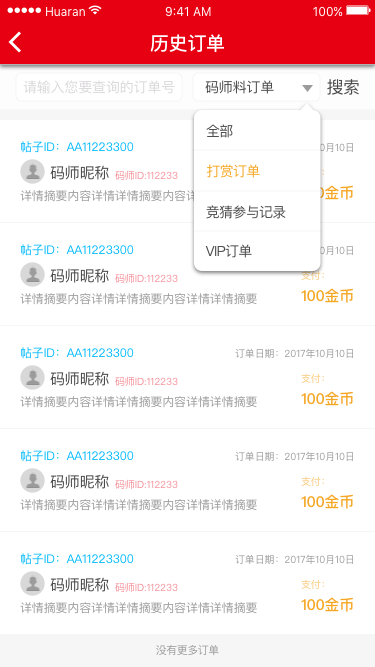 Huaran 9:41 AM 100%
历史订单
请输入您要查询的订单号 码师料订单 搜索
全部
打赏订单
竞猜参与记录
VIP订单
帖子ID：AA11223300 10月10日
码师昵称 码师ID:112233
金币
详情摘要内容详情详情摘要内容
帖子ID：AA11223300 10月10日
码师昵称 码师ID:112233 支付：
详情摘要内容详情详情摘要内容详情详情摘要 100金币
帖子ID：AA11223300 订单日期：2017年10月10日
码师昵称 码师ID:112233 支付：
详情摘要内容详情详情摘要内容详情详情摘要 100金币
帖子ID：AA11223300 订单日期：2017年10月10日
码师昵称 码师ID:112233 支付：
详情摘要内容详情详情摘要内容详情详情摘要 100金币
帖子ID：AA11223300 订单日期：2017年10月10日
码师昵称 码师ID:112233 支付：
详情摘要内容详情详情摘要内容详情详情摘要 100金币
没有更多订单